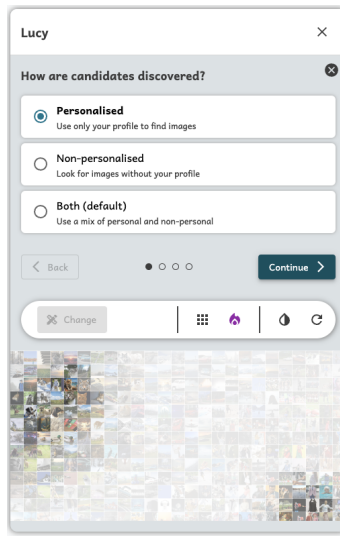 Lucy
How are candidates discovered?
Personalised
Use only your profile to find images
Non-personalised
Look for images without your profile
Both (default)
Use a mix of personal and non-personal
Back
Continue
Change